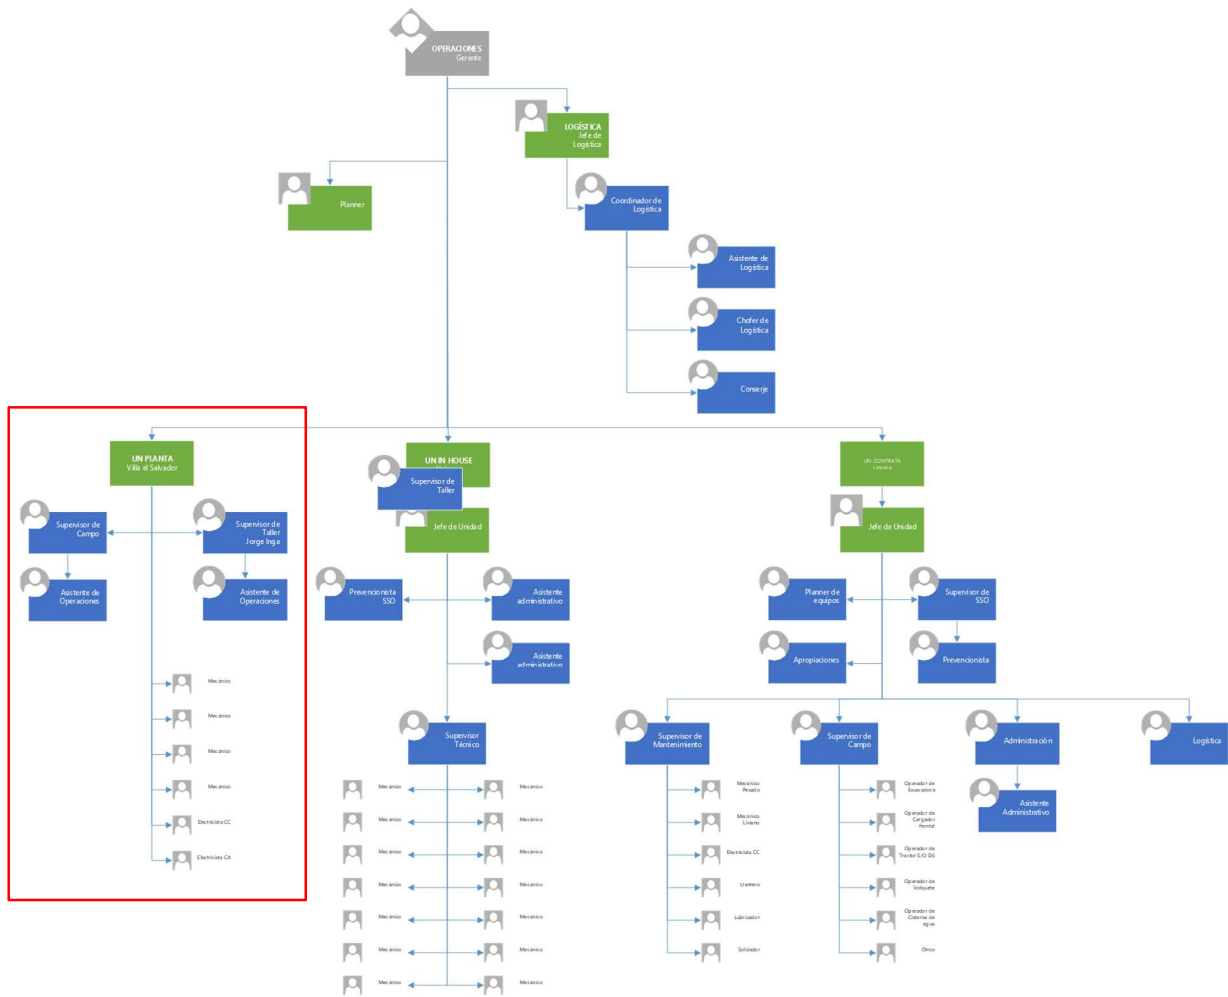 OPERACIONES
Gerente
LOGÍSTICA
Jefe de
Logística
Planner
Coordinador de
Logística
Asistente de
Logística
Chofer de
Logística
Conserje
UN PLANTA
Villa el Salvador
Supervisor de
Campo
Supervisor de
Taller
Jorge Inga
Asistente de
Operaciones
Asistente de
Operaciones
Mecánico
Mecánico
Mecánico
Mecánico
Electricista CC
Electricista CA
UN IN HOUSE
Supervisor de
Taller
Jefe de Unidad
Prevencionista
SSO
Asistente
administrativo
Asistente
administrativo
Supervisor
Técnico
Mecánico
Mecánico
Mecánico
Mecánico
Mecánico
Mecánico
Mecánico
Mecánico
Mecánico
Mecánico
Mecánico
Mecánico
Mecánico
Mecánico
UN CONTRATA
Jefe de Unidad
Planner de
equipos
Supervisor de
SSO
Apropiaciones
Prevencionista
Supervisor de
Mantenimiento
Mecánico
Pesado
Mecánico
Liviano
Electricista CC
Llantero
Lubricador
Soldador
Supervisor de
Campo
Operador de
Excavadora
Operador de
Cargador
frontal
Operador de
Tractor S/O D6
Operador de
Volquete
Operador de
Cisterna de
agua
Otros
Administración
Asistente
Administrativo
Logística